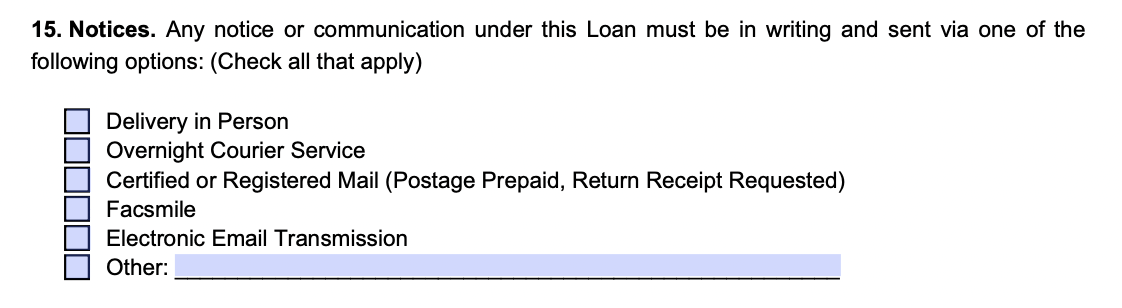 15. Notices. Any notice or communication under this Loan must be in writing and sent via one of the
following options: (Check all that apply)
Delivery in Person
Overnight Courier Service
Certified or Registered Mail (Postage Prepaid, Return Receipt Requested)
Facsmile
Electronic Email Transmission
Other: